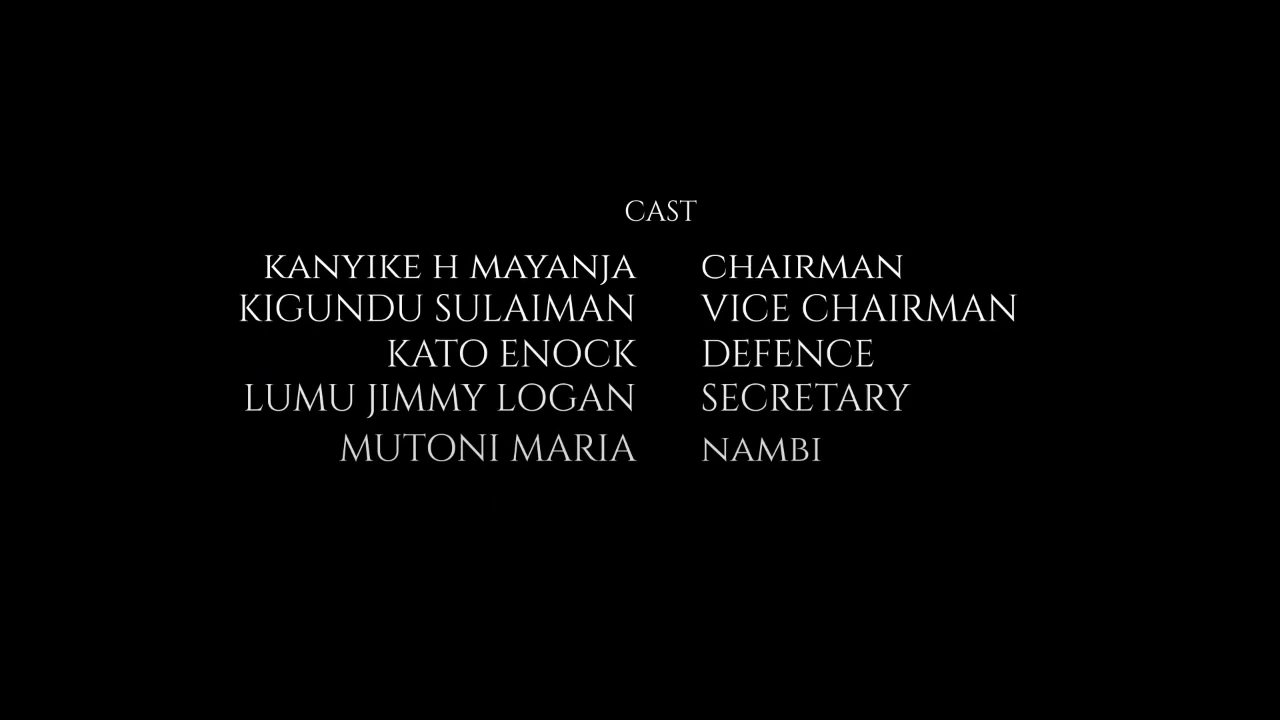 CAST
KANYIKE H MAYANJA CHAIRMAN
KIGUNDU SULAIMAN VICE CHAIRMAN
KATO ENOCK DEFENCE
LUMU JIMMY LOGAN SECRETARY
MUTONI MARIA NAMBI